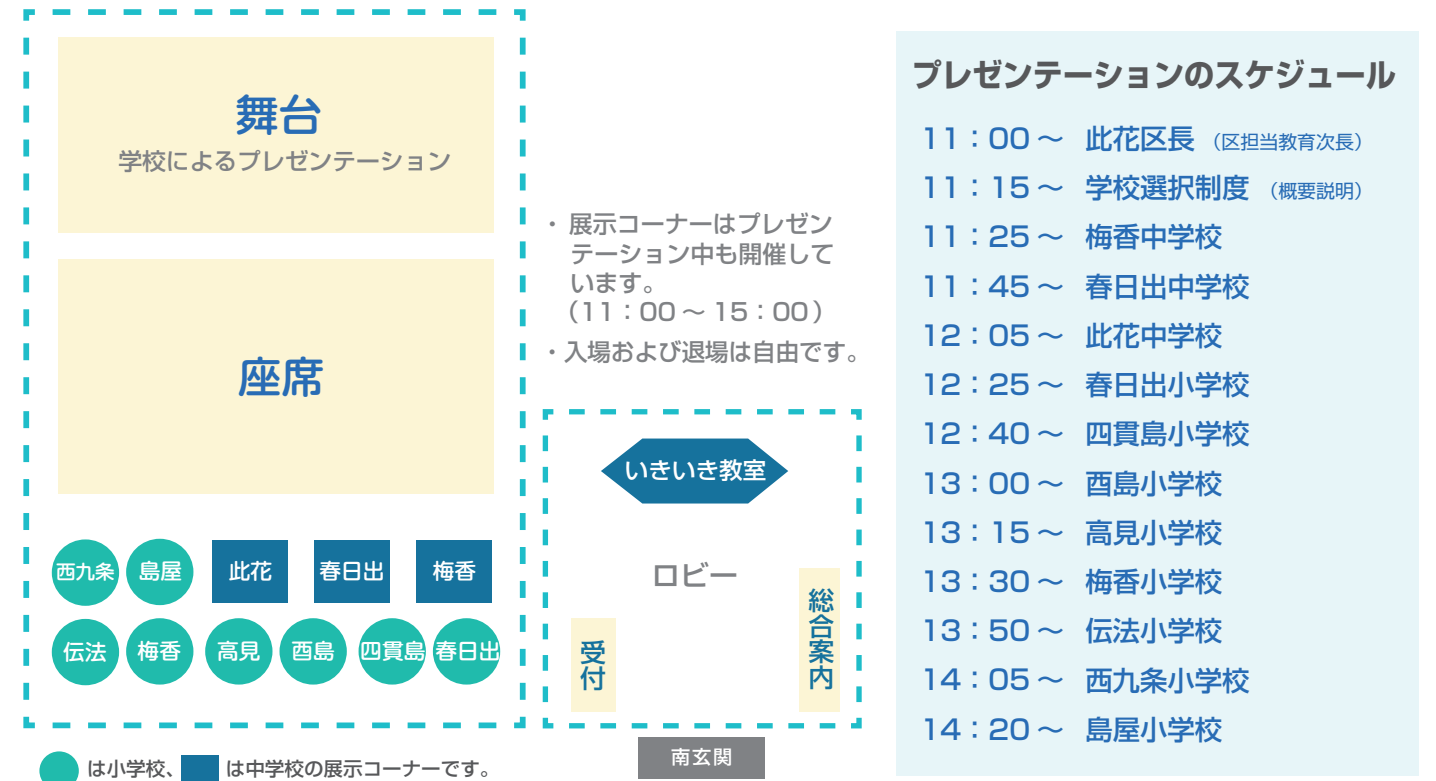 舞台
学校によるプレゼンテーション
座席
西九条 島屋 此花 春日出 梅香
伝法 梅香 高見 酉島 四貫島 春日出
は小学校、 は中学校の展示コーナーです。
・展示コーナーはプレゼン
テーション中も開催して
います。
（11：00～15：00）
・入場および退場は自由です。
いきいき教室
ロビー
受付
総合案内
南玄関
プレゼンテーションのスケジュール
11：00～ 此花区長 （区担当教育次長）
11：15～ 学校選択制度 （概要説明）
11：25～ 梅香中学校
11：45～ 春日出中学校
12：05～ 此花中学校
12：25～ 春日出小学校
12：40～ 四貫島小学校
13：00～ 酉島小学校
13：15～ 高見小学校
13：30～ 梅香小学校
13：50～ 伝法小学校
14：05～ 西九条小学校
14：20～ 島屋小学校